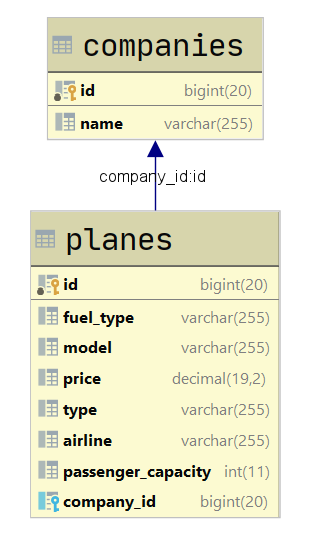 companies
id bigint(20)
name varchar(255)
company_id:id
planes
id bigint(20)
fuel_type varchar(255)
model varchar(255)
price decimal(19,2)
type varchar(255)
airline varchar(255)
passenger_capacity int(11)
company_id bigint(20)